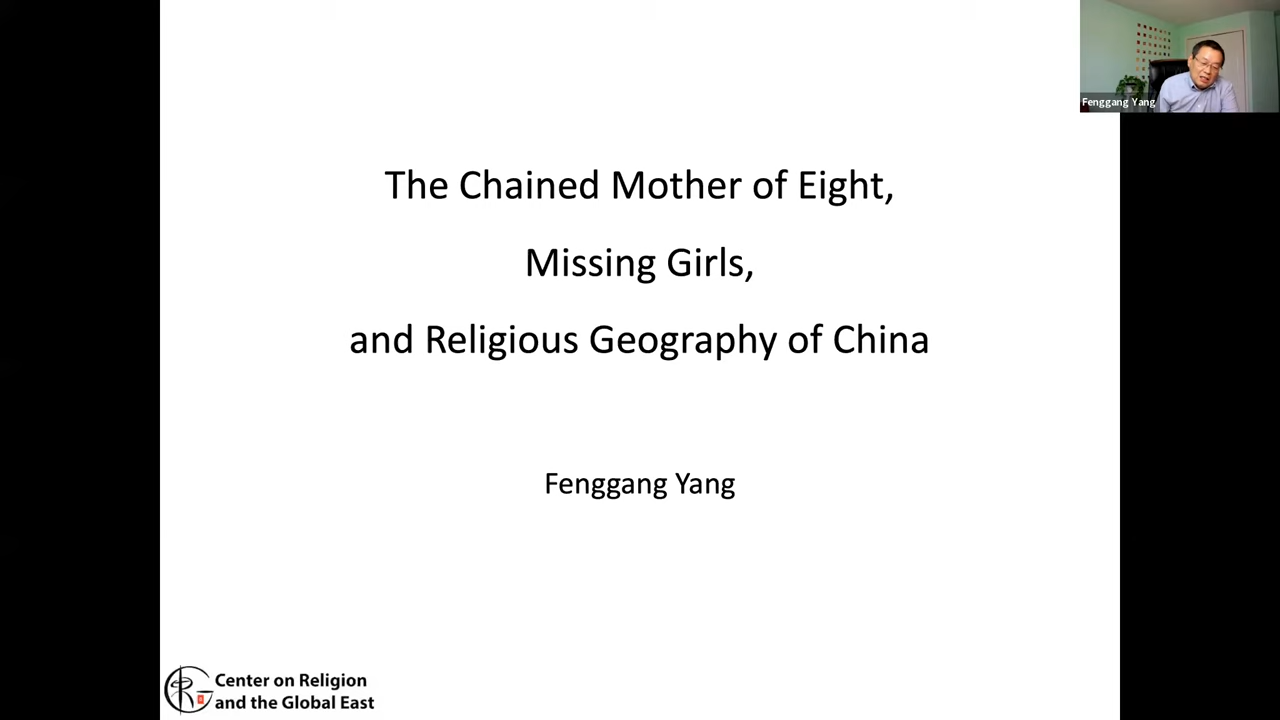 Fenggang Yang
The Chained Mother of Eight,
Missing Girls,
and Religious Geography of China
Fenggang Yang
Center on Religion
and the Global East